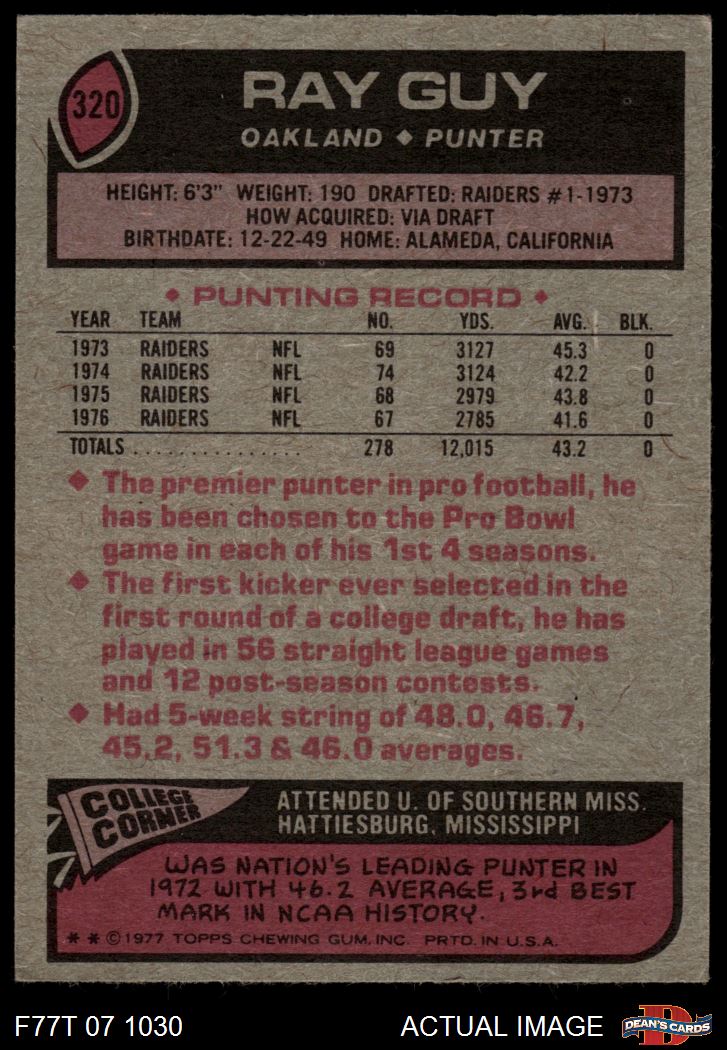 320
RAY GUY
OAKLAND ◆ PUNTER
HEIGHT: 6'3" WEIGHT: 190 DRAFTED: RAIDERS #1-1973
HOW ACQUIRED: VIA DRAFT
BIRTHDATE: 12-22-49 HOME: ALAMEDA, CALIFORNIA
◆ PUNTING RECORD ◆
YEAR TEAM NO. YDS. AVG. BLK.
1973 RAIDERS NFL 69 3127 45.3 0
1974 RAIDERS NFL 74 3124 42.2 0
1975 RAIDERS NFL 68 2979 43.8 0
1976 RAIDERS NFL 67 2785 41.6 0
TOTALS ................ 278 12,015 43.2 0
◆ The premier punter in pro football, he
has been chosen to the Pro Bowl
game in each of his 1st 4 seasons.
◆ The first kicker ever selected in the
first round of a college draft, he has
played in 56 straight league games
and 12 post-season contests.
◆ Had 5-week string of 48.0, 46.7,
45.2, 51.3 & 46.0 averages.
COLLEGE
CORNER
ATTENDED U. OF SOUTHERN MISS.
HATTIESBURG, MISSISSIPPI
WAS NATION'S LEADING PUNTER IN
1972 WITH 46.2 AVERAGE, 3rd BEST
MARK IN NCAA HISTORY.
* * © 1977 TOPPS CHEWING GUM, INC. PRTD. IN U.S.A.
F77T 07 1030 ACTUAL IMAGE
D
DEAN'S CARDS